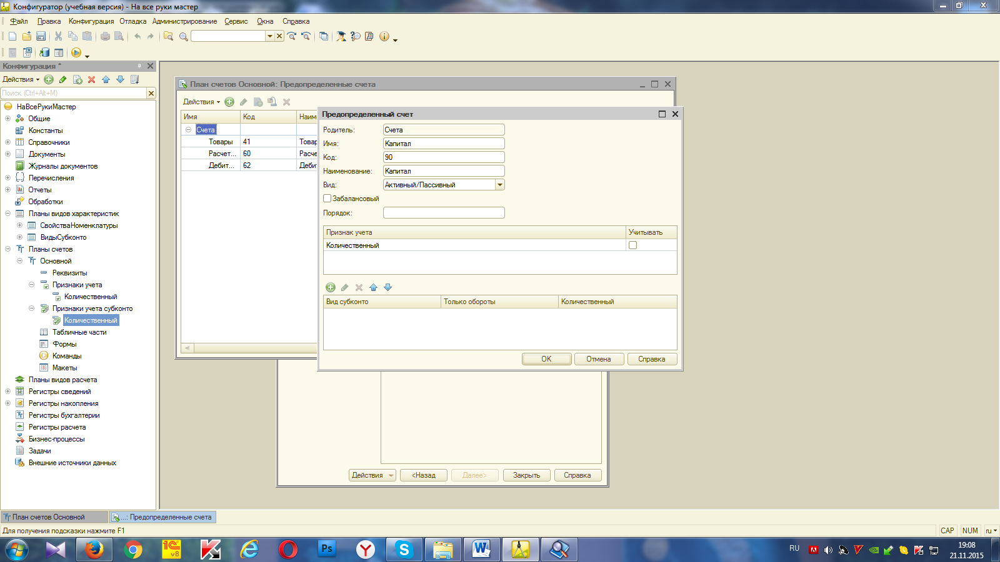 Конфигуратор (учебная версия) - На все руки мастер
Файл Правка Конфигурация Отладка Администрирование Сервис Окна Справка
Конфигурация *
Действия
Поиск (Ctrl+Alt+M)
НаВсеРукиМастер
Общие
Константы
Справочники
Документы
Журналы документов
Перечисления
Отчеты
Обработки
Планы видов характеристик
СвойстваНоменклатуры
ВидыСубконто
Планы счетов
Основной
Реквизиты
Признаки учета
Количественный
Признаки учета субконто
Количественный
Табличные части
Формы
Команды
Макеты
Планы видов расчета
Регистры сведений
Регистры накопления
Регистры бухгалтерии
Регистры расчета
Бизнес-процессы
Задачи
Внешние источники данных
План счетов Основной: Предопределенные счета
Действия
Имя Код Наим
Счета
Товары 41 Товар
Расчет... 60 Расче
Дебит... 62 Дебит
Предопределенный счет
Родитель: Счета
Имя: Капитал
Код: 90
Наименование: Капитал
Вид: Активный/Пассивный
Забалансовый
Порядок:
Признак учета Учитывать
Количественный
Вид субконто Только обороты Количественный
ОК Отмена Справка
Действия <Назад Далее> Закрыть Справка
План счетов Основной ...: Предопределенные счета
Для получения подсказки нажмите F1
CAP NUM ru
1С v8 Ps
RU
19:08
21.11.2015